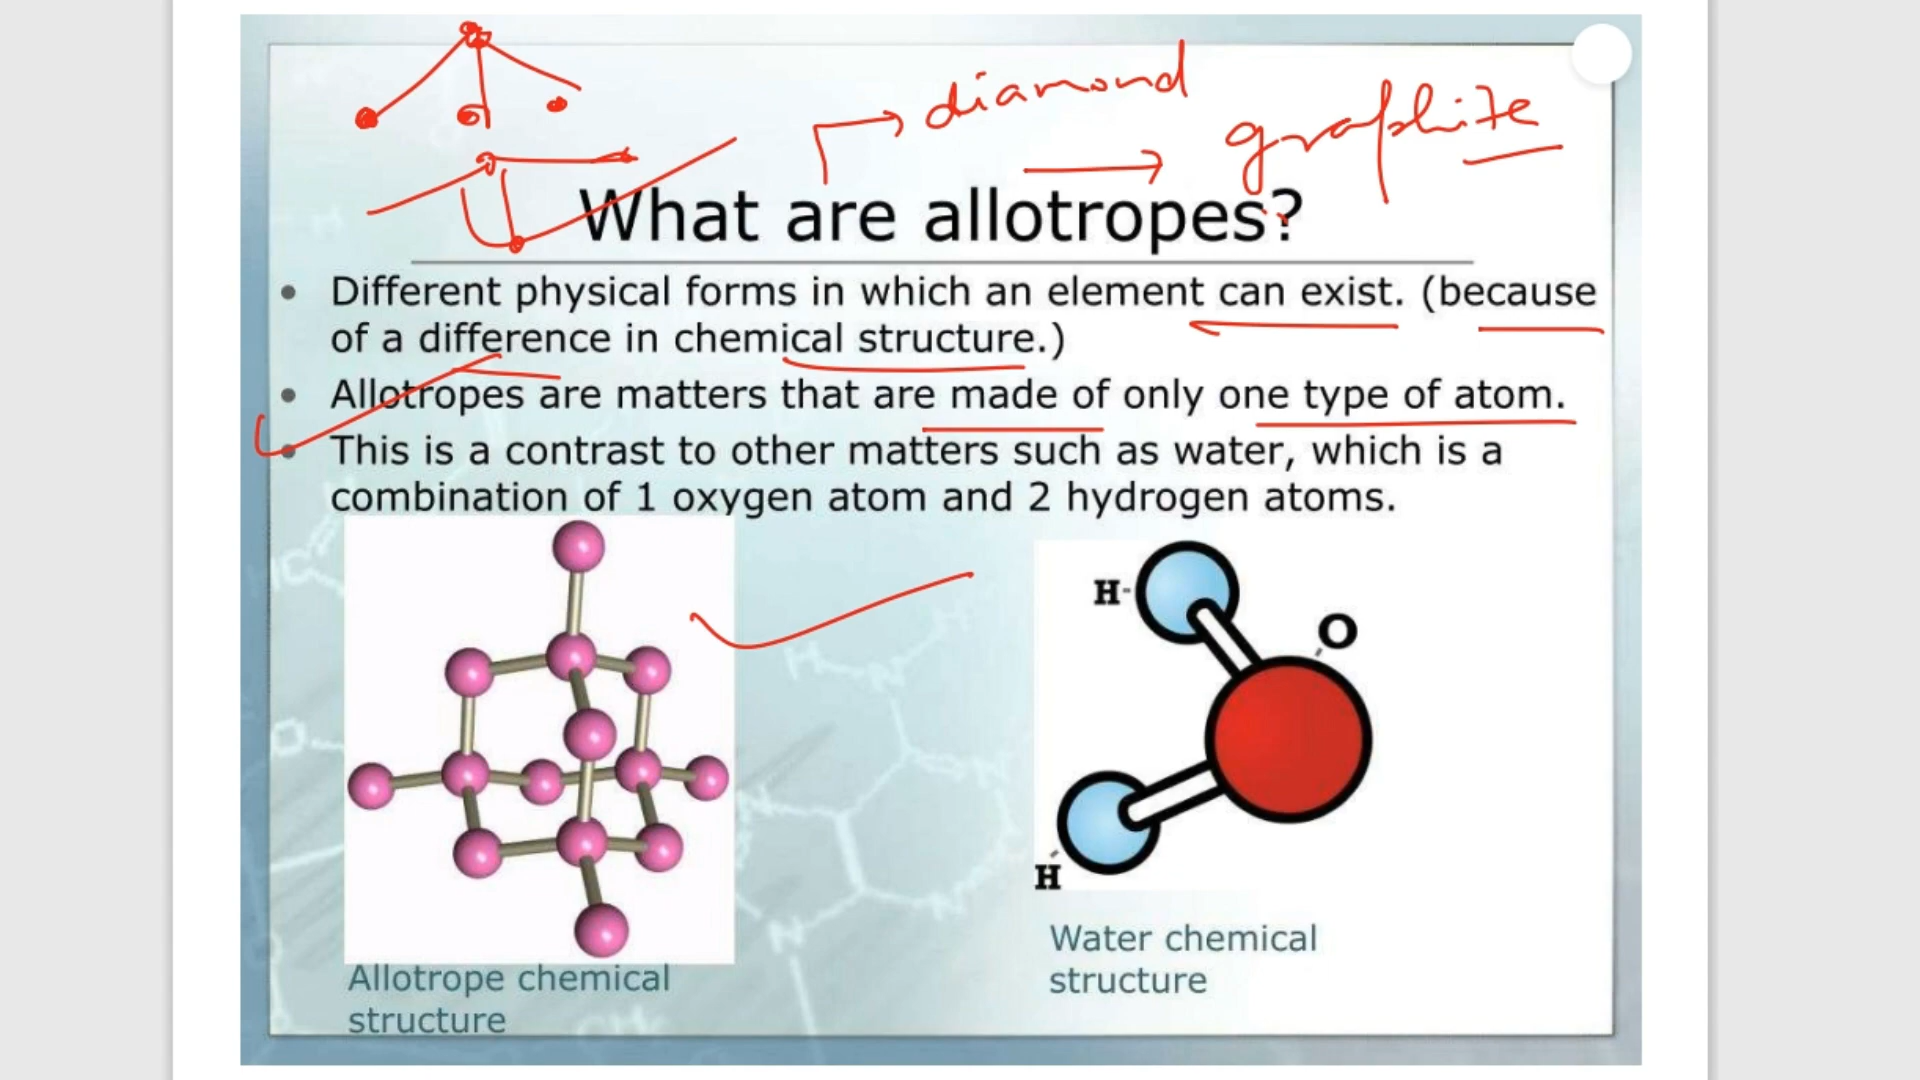 diamond
graphite
What are allotropes?
• Different physical forms in which an element can exist. (because
of a difference in chemical structure.)
• Allotropes are matters that are made of only one type of atom.
• This is a contrast to other matters such as water, which is a
combination of 1 oxygen atom and 2 hydrogen atoms.
H
O
H
Allotrope chemical
structure
Water chemical
structure